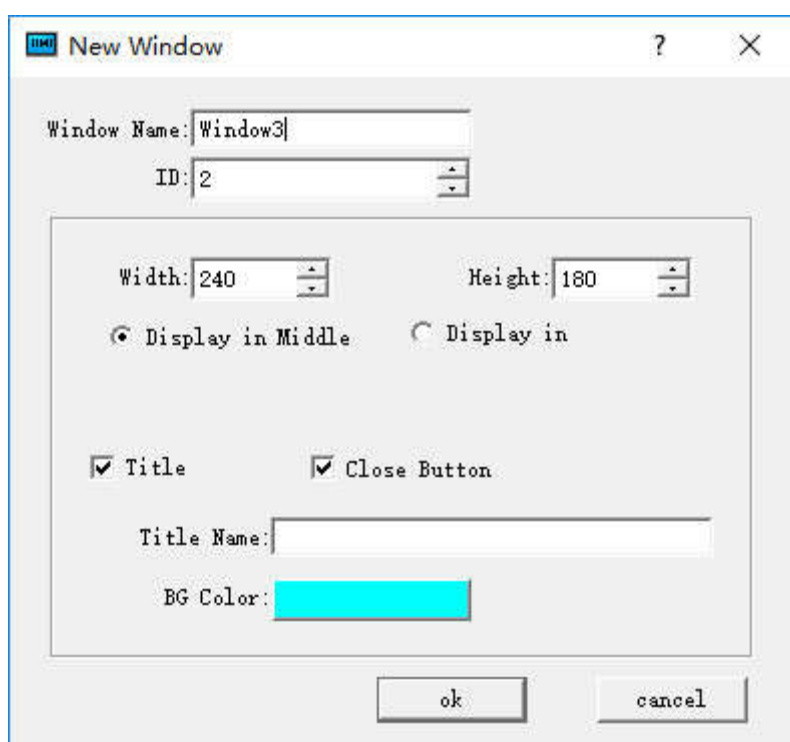 New Window
Window Name: Window3
ID: 2
Width: 240 Height: 180
Display in Middle Display in
Title Close Button
Title Name:
BG Color:
ok cancel